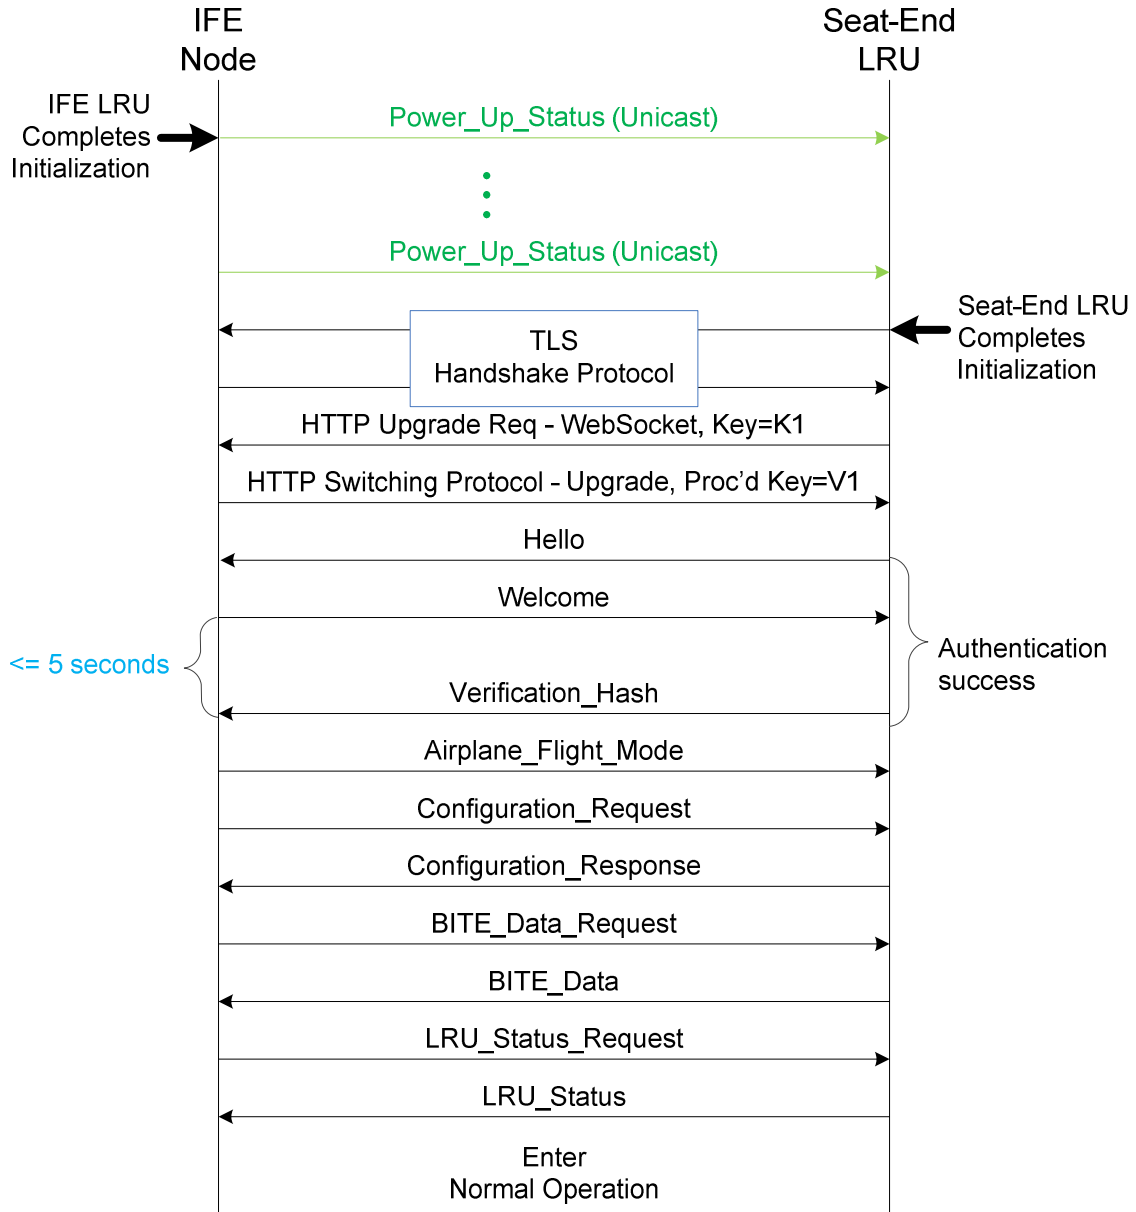 IFE
Node
Seat-End
LRU
IFE LRU
Completes
Initialization
Power_Up_Status (Unicast)
Power_Up_Status (Unicast)
Seat-End LRU
Completes
Initialization
TLS
Handshake Protocol
HTTP Upgrade Req - WebSocket, Key=K1
HTTP Switching Protocol - Upgrade, Proc'd Key=V1
Hello
Welcome
<= 5 seconds
Authentication
success
Verification_Hash
Airplane_Flight_Mode
Configuration_Request
Configuration_Response
BITE_Data_Request
BITE_Data
LRU_Status_Request
LRU_Status
Enter
Normal Operation